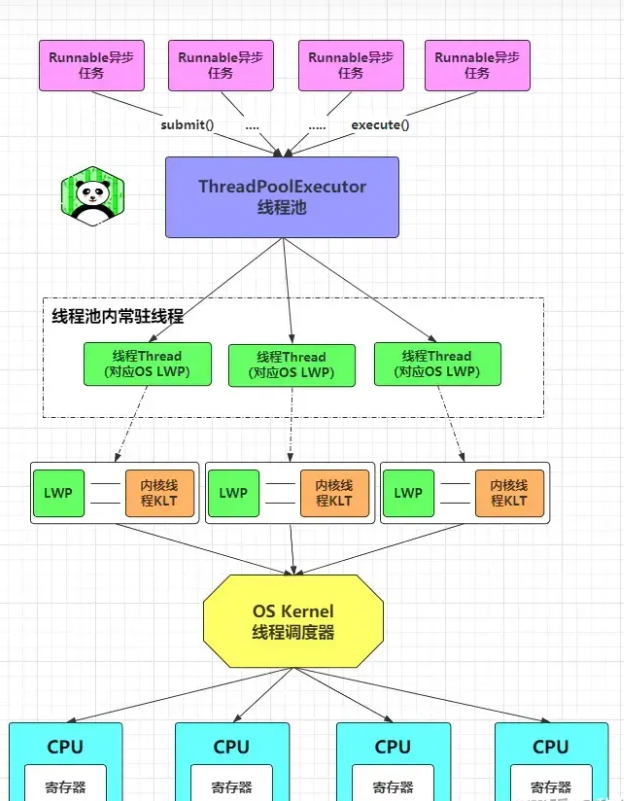 Runnable异步
任务
Runnable异步
任务
Runnable异步
任务
Runnable异步
任务
submit()
....
.....
execute()
ThreadPoolExecutor
线程池
线程池内常驻线程
线程Thread
(对应OS LWP)
线程Thread
(对应OS LWP)
线程Thread
(对应OS LWP)
LWP
内核线
程KLT
LWP
内核线
程KLT
LWP
内核线
程KLT
OS Kernel
线程调度器
CPU
CPU
CPU
CPU
寄存器
寄存器
寄存器
寄存器